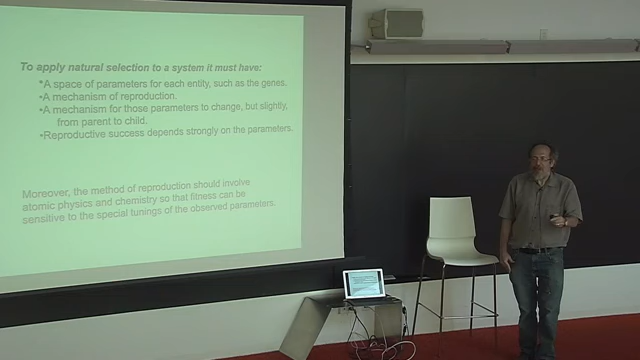 To apply natural selection to a system it must have:
•A space of parameters for each entity, such as the genes.
•A mechanism of reproduction.
•A mechanism for those parameters to change, but slightly,
from parent to child.
•Reproductive success depends strongly on the parameters.
Moreover, the method of reproduction should involve
atomic physics and chemistry so that fitness can be
sensitive to the special tunings of the observed parameters.